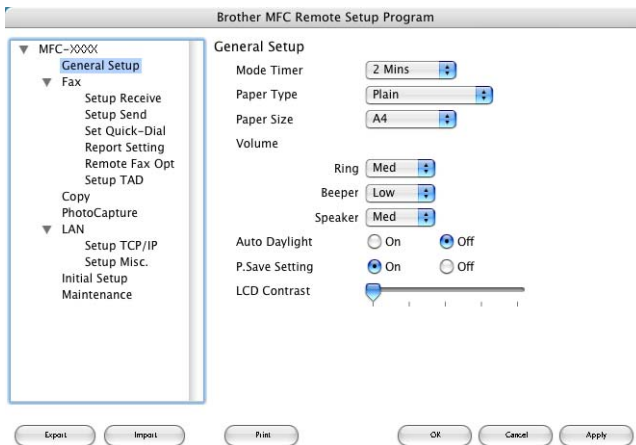 Brother MFC Remote Setup Program
MFC-XXXX
General Setup
Fax
Setup Receive
Setup Send
Set Quick-Dial
Report Setting
Remote Fax Opt
Setup TAD
Copy
PhotoCapture
LAN
Setup TCP/IP
Setup Misc.
Initial Setup
Maintenance
General Setup
Mode Timer 2 Mins
Paper Type Plain
Paper Size A4
Volume
Ring Med
Beeper Low
Speaker Med
Auto Daylight On Off
P.Save Setting On Off
LCD Contrast
Export Import Print OK Cancel Apply